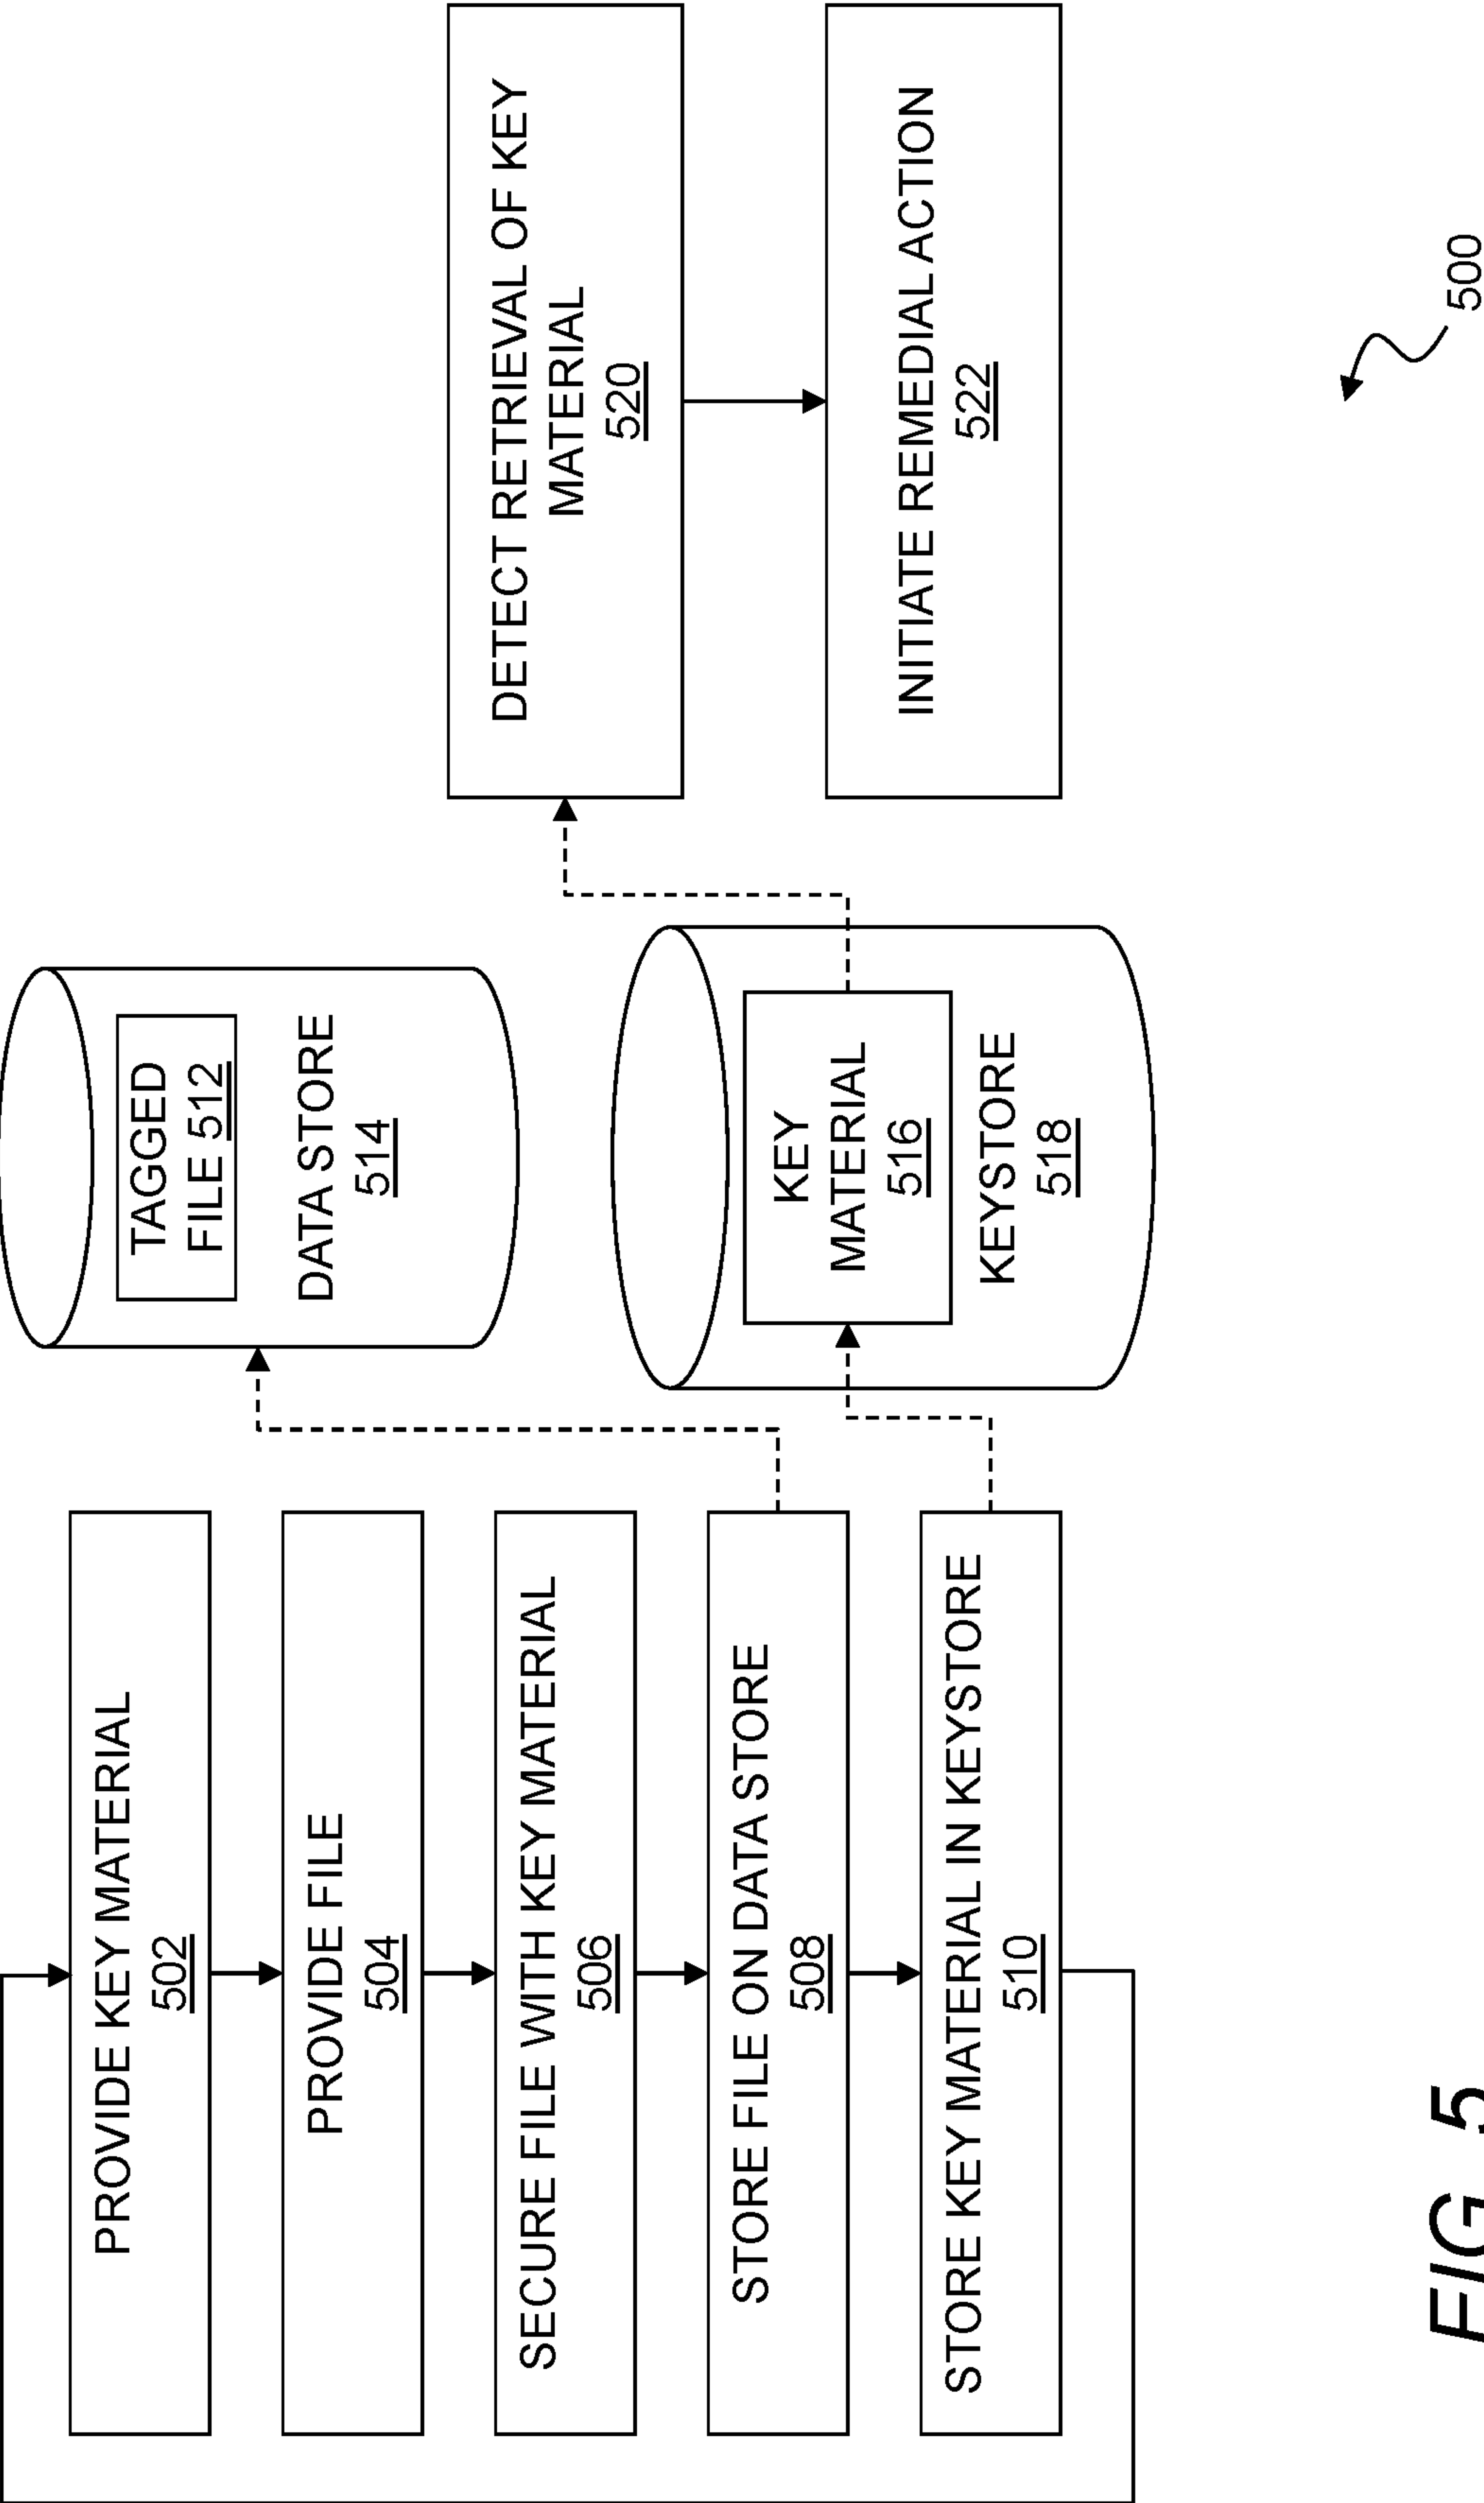 PROVIDE KEY MATERIAL
502
PROVIDE FILE
504
SECURE FILE WITH KEY MATERIAL
506
STORE FILE ON DATA STORE
508
STORE KEY MATERIAL IN KEYSTORE
510
TAGGED
FILE 512
DATA STORE
514
KEY
MATERIAL
516
KEYSTORE
518
DETECT RETRIEVAL OF KEY
MATERIAL
520
INITIATE REMEDIAL ACTION
522
500
FIG. 5